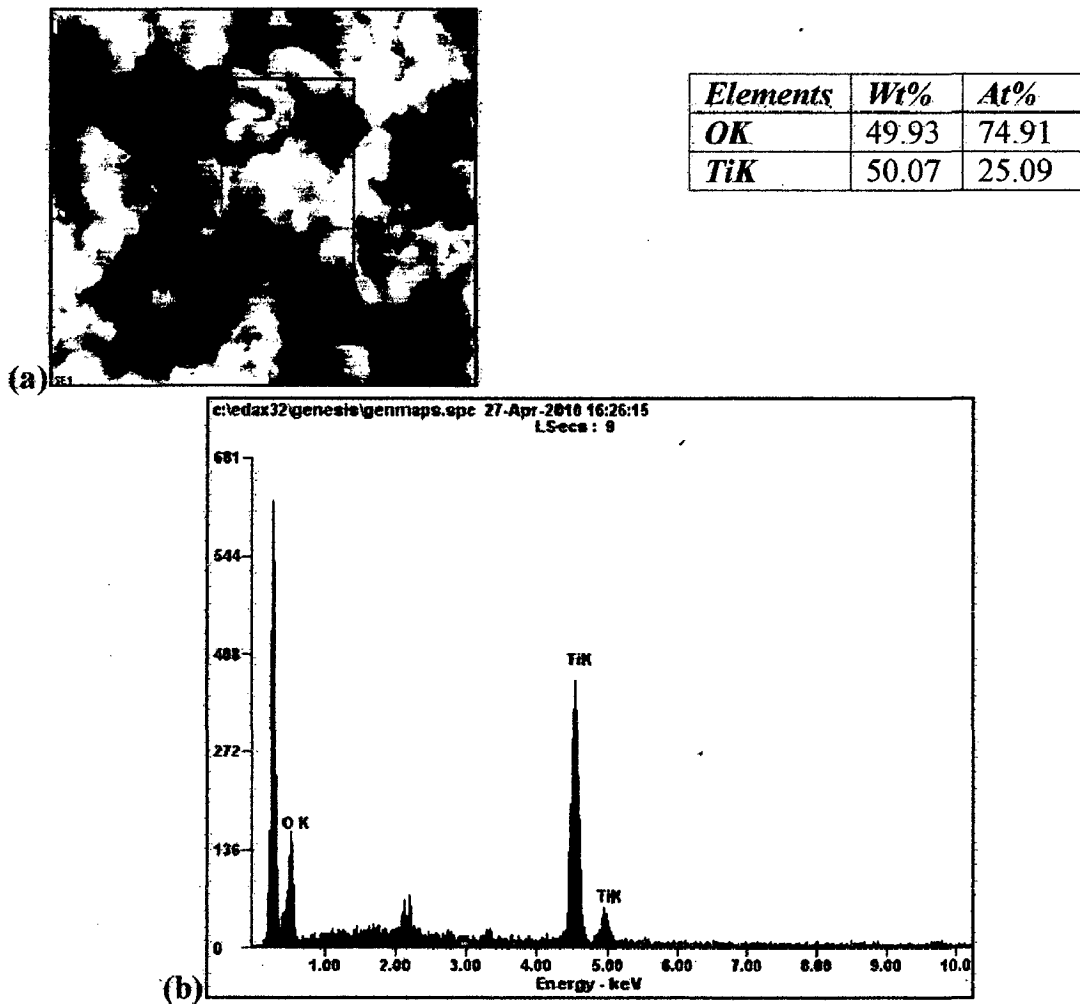 Elements Wt% At%
OK 49.93 74.91
TiK 50.07 25.09
(a)
SE1
c:\edax32\genesis\genmaps.spc 27-Apr-2010 16:26:15
LSecs : 9
681
544
408
272
136
0
O K
TiK
TiK
1.00 2.00 3.00 4.00 5.00 6.00 7.00 8.00 9.00 10.0
Energy - keV
(b)